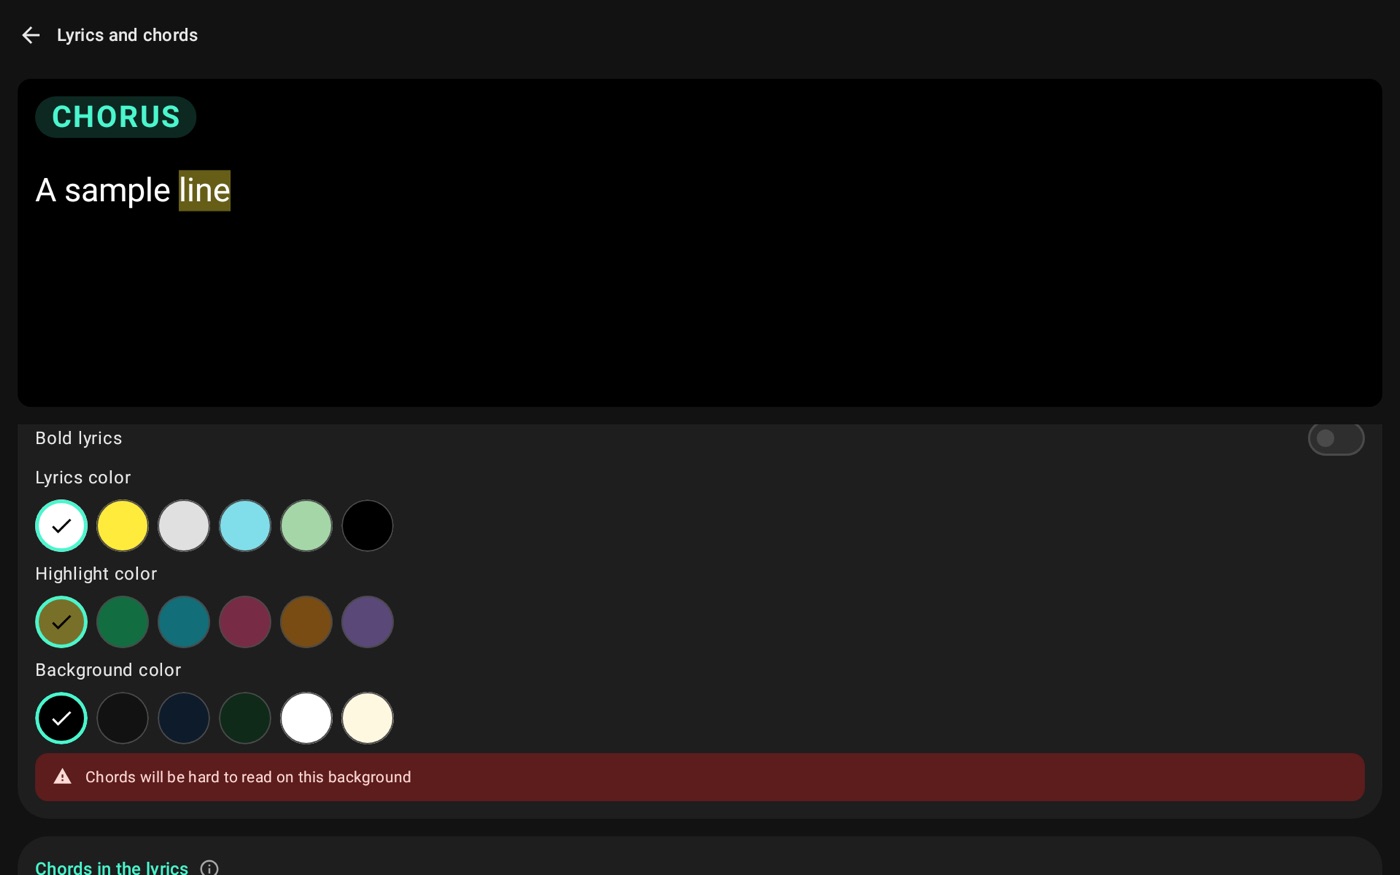 Lyrics and chords
CHORUS
A sample line
Bold lyrics
Lyrics color
Highlight color
Background color
Chords will be hard to read on this background
Chords in the lyrics